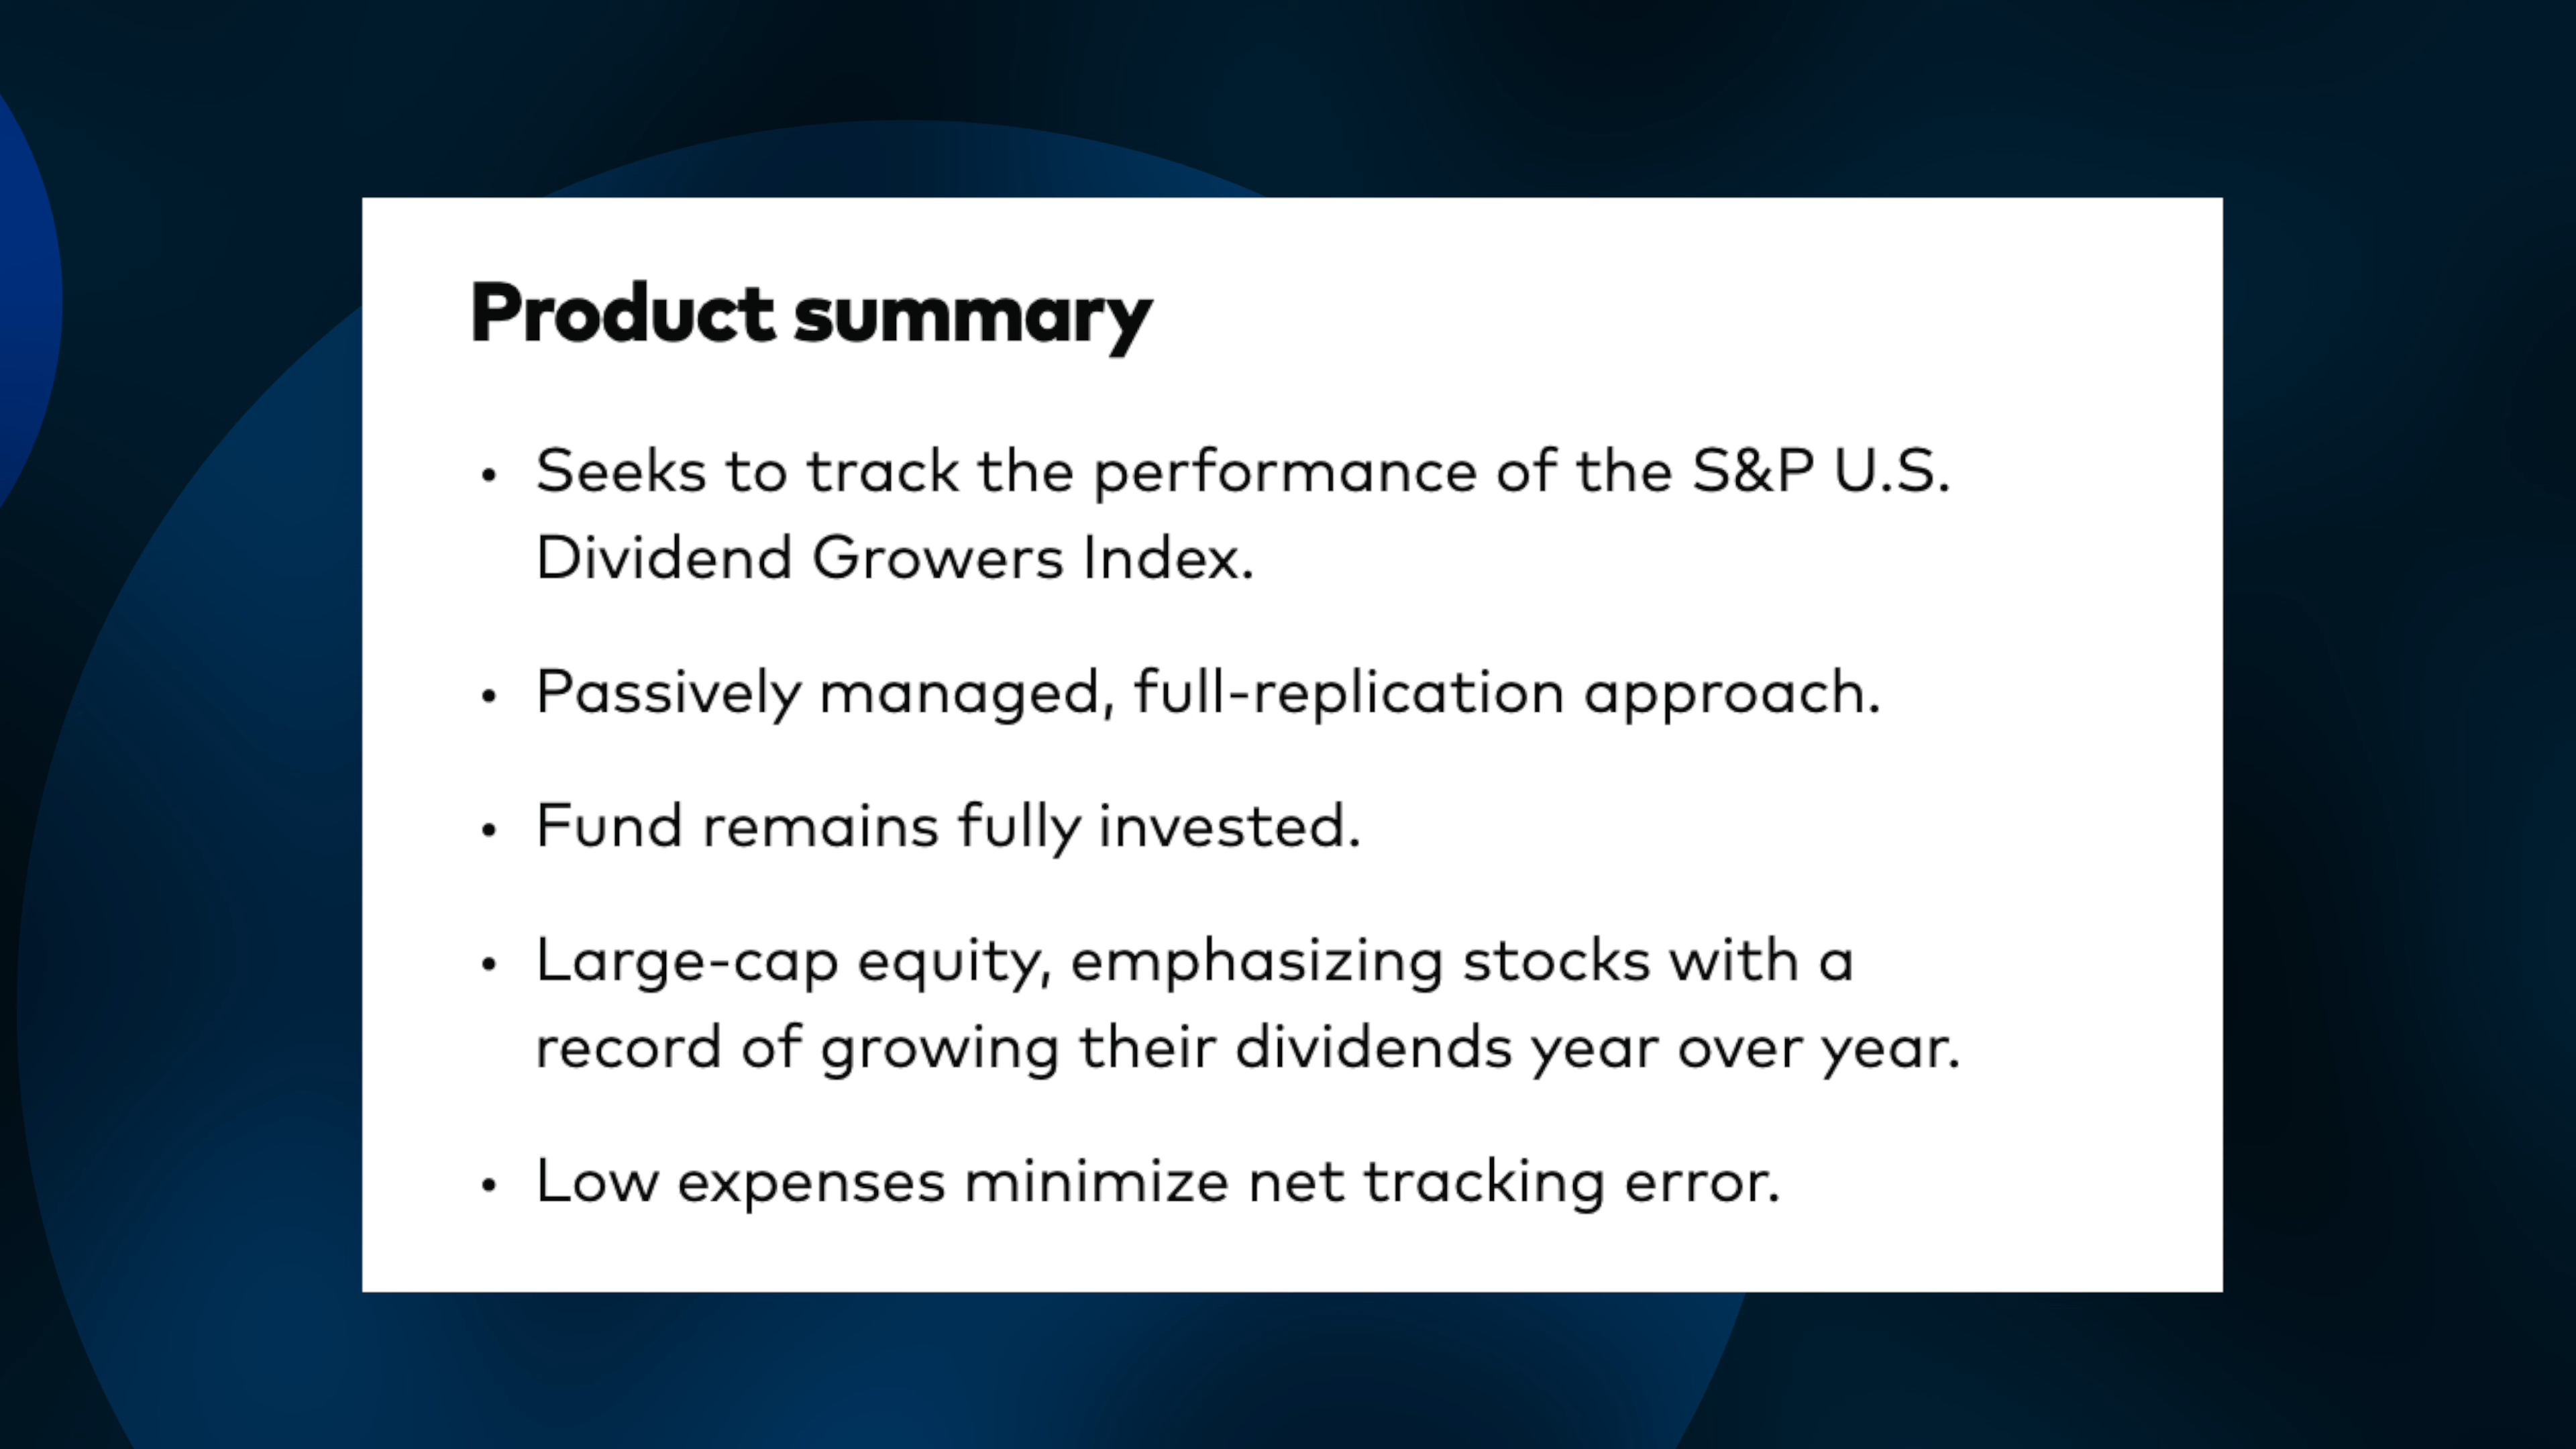 Product summary
• Seeks to track the performance of the S&P U.S.
Dividend Growers Index.
• Passively managed, full-replication approach.
• Fund remains fully invested.
• Large-cap equity, emphasizing stocks with a
record of growing their dividends year over year.
• Low expenses minimize net tracking error.